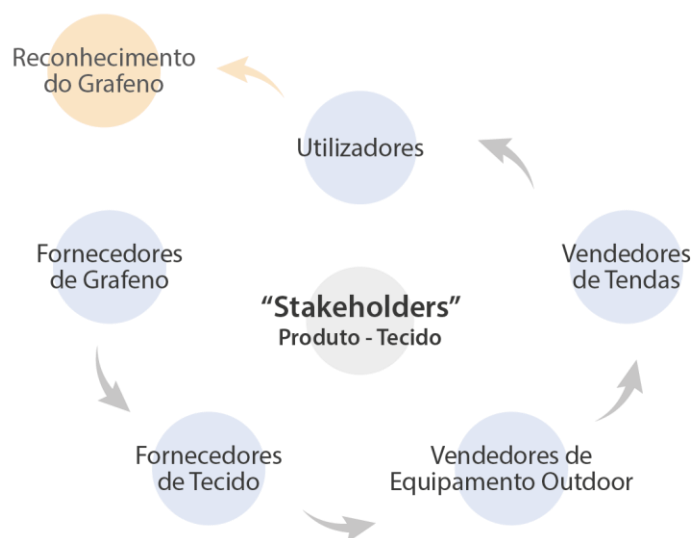 Reconhecimento
do Grafeno
Utilizadores
Fornecedores
de Grafeno
Vendedores
de Tendas
“Stakeholders”
Produto - Tecido
Fornecedores
de Tecido
Vendedores de
Equipamento Outdoor